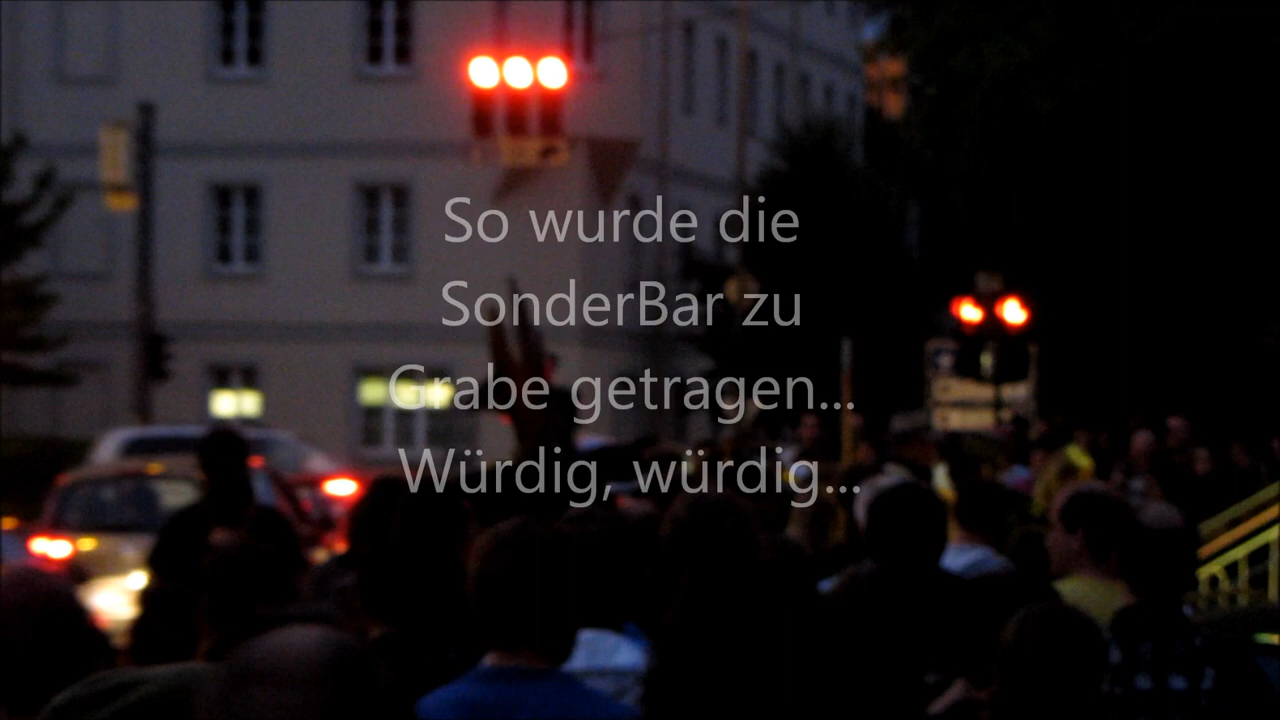 So wurde die
SonderBar zu
Grabe getragen...
Würdig, würdig...